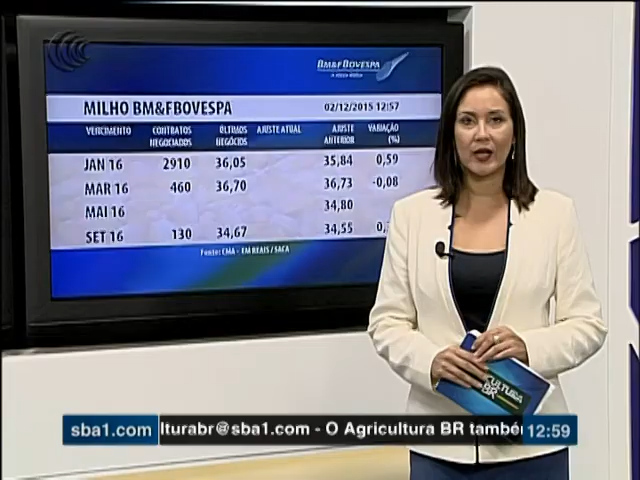 BM&FBOVESPA
MILHO BM&FBOVESPA 02/12/2015 12:57
VENCIMENTO CONTRATOS NEGOCIADOS ÚLTIMOS NEGÓCIOS AJUSTE ATUAL AJUSTE ANTERIOR VARIAÇÃO (%)
JAN 16 2910 36,05 35,84 0,59
MAR 16 460 36,70 36,73 -0,08
MAI 16 34,80
SET 16 130 34,67 34,55
Fonte: CMA - EM REAIS / SACA
CULTURA
BR
sba1.com lturabr@sba1.com - O Agricultura BR també 12:59